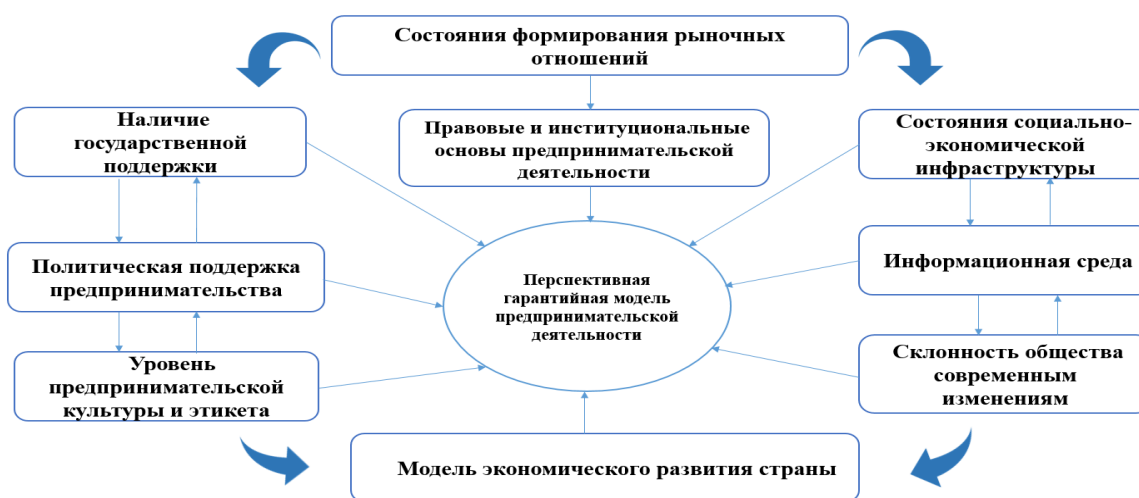 Состояния формирования рыночных
отношений
Наличие
государственной
поддержки
Правовые и институциональные
основы предпринимательской
деятельности
Состояния социально-
экономической
инфраструктуры
Политическая поддержка
предпринимательства
Перспективная
гарантийная модель
предпринимательской
деятельности
Информационная среда
Уровень
предпринимательской
культуры и этикета
Склонность общества
современным
изменениям
Модель экономического развития страны